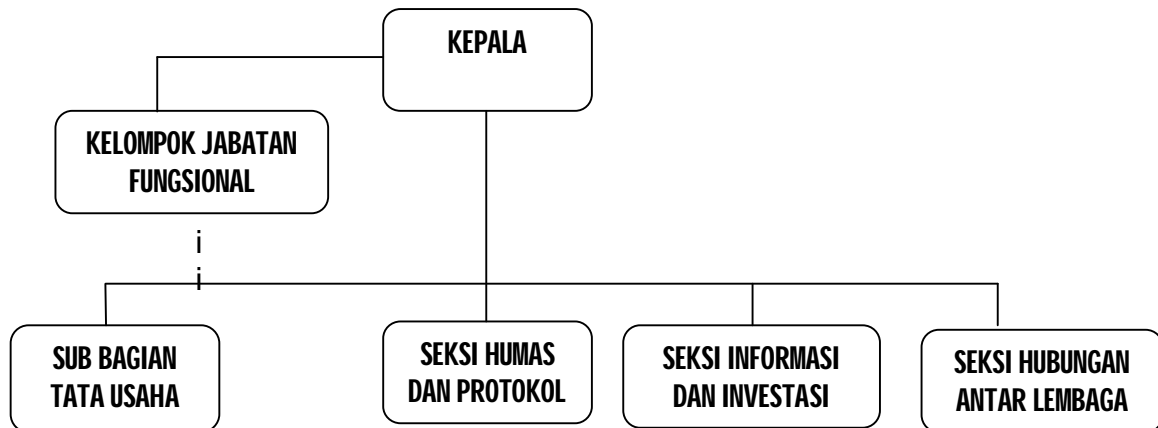 KEPALA
KELOMPOK JABATAN
FUNGSIONAL
i
i
SUB BAGIAN
TATA USAHA
SEKSI HUMAS
DAN PROTOKOL
SEKSI INFORMASI
DAN INVESTASI
SEKSI HUBUNGAN
ANTAR LEMBAGA